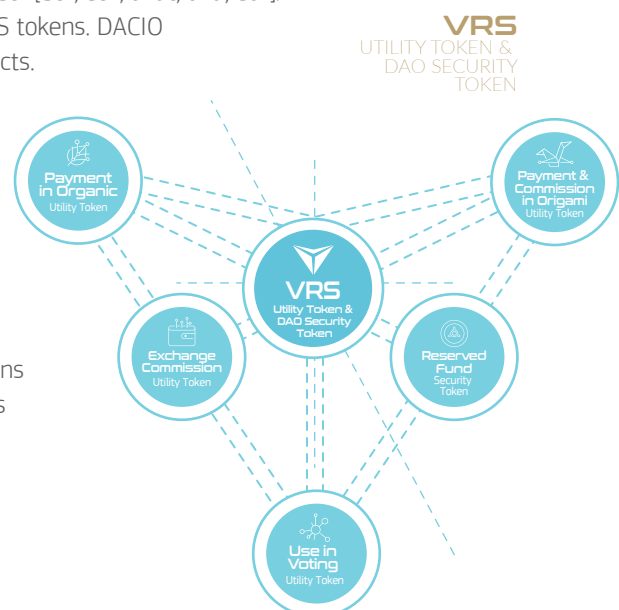 S tokens. DACIO
cts.
VRS
UTILITY TOKEN &
DAO SECURITY
TOKEN
Payment
in Organic
Utility Token
Payment &
Commission
in Origami
Utility Token
VRS
Utility Token &
DAO Security
Token
Exchange
Commission
Utility Token
Reserved
Fund
Security
Token
ns
s
Use in
Voting
Utility Token